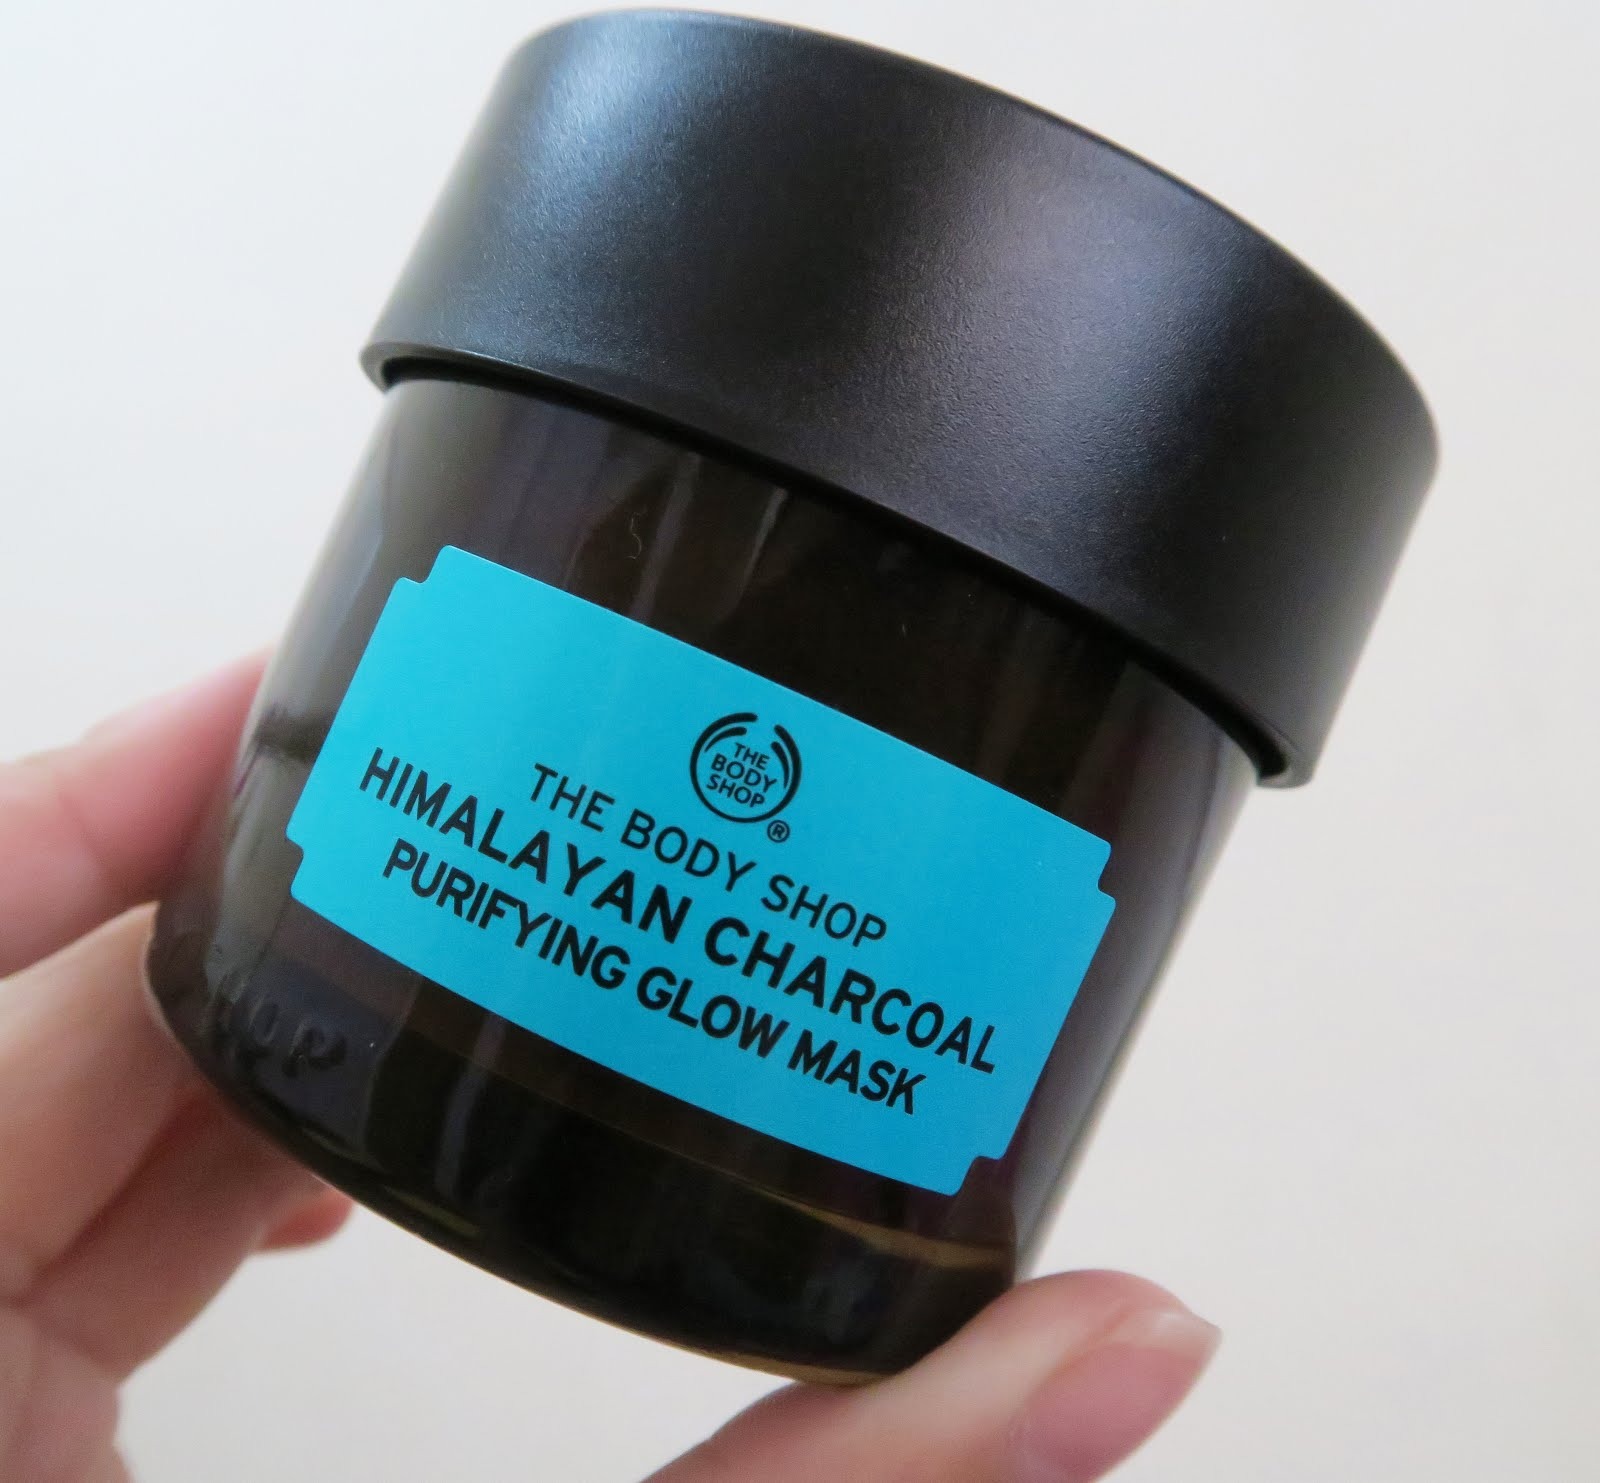 THE
BODY
SHOP
®
THE BODY SHOP
HIMALAYAN CHARCOAL
PURIFYING GLOW MASK